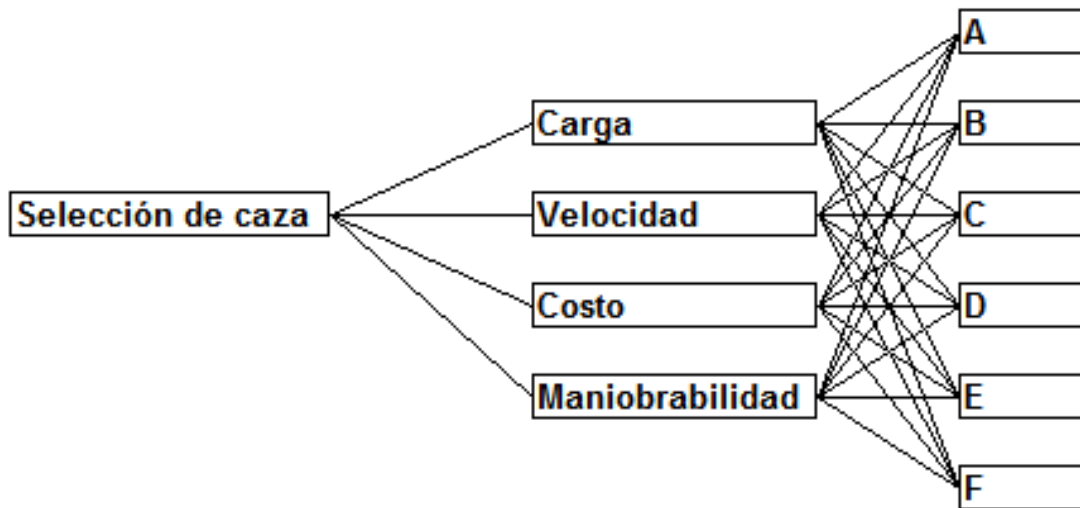 Selección de caza
Carga
Velocidad
Costo
Maniobrabilidad
A
B
C
D
E
F